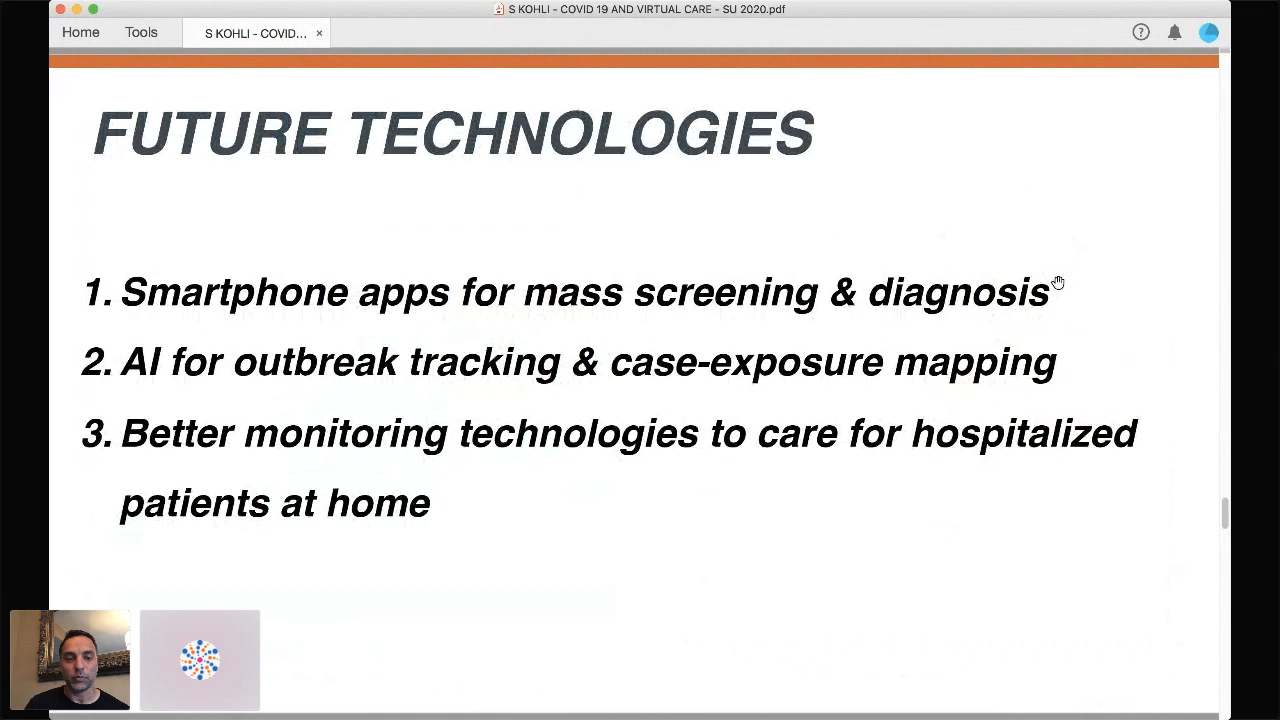 S KOHLI - COVID 19 AND VIRTUAL CARE - SU 2020.pdf
Home Tools S KOHLI - COVID... ×
FUTURE TECHNOLOGIES
1. Smartphone apps for mass screening & diagnosis
2. AI for outbreak tracking & case-exposure mapping
3. Better monitoring technologies to care for hospitalized
patients at home